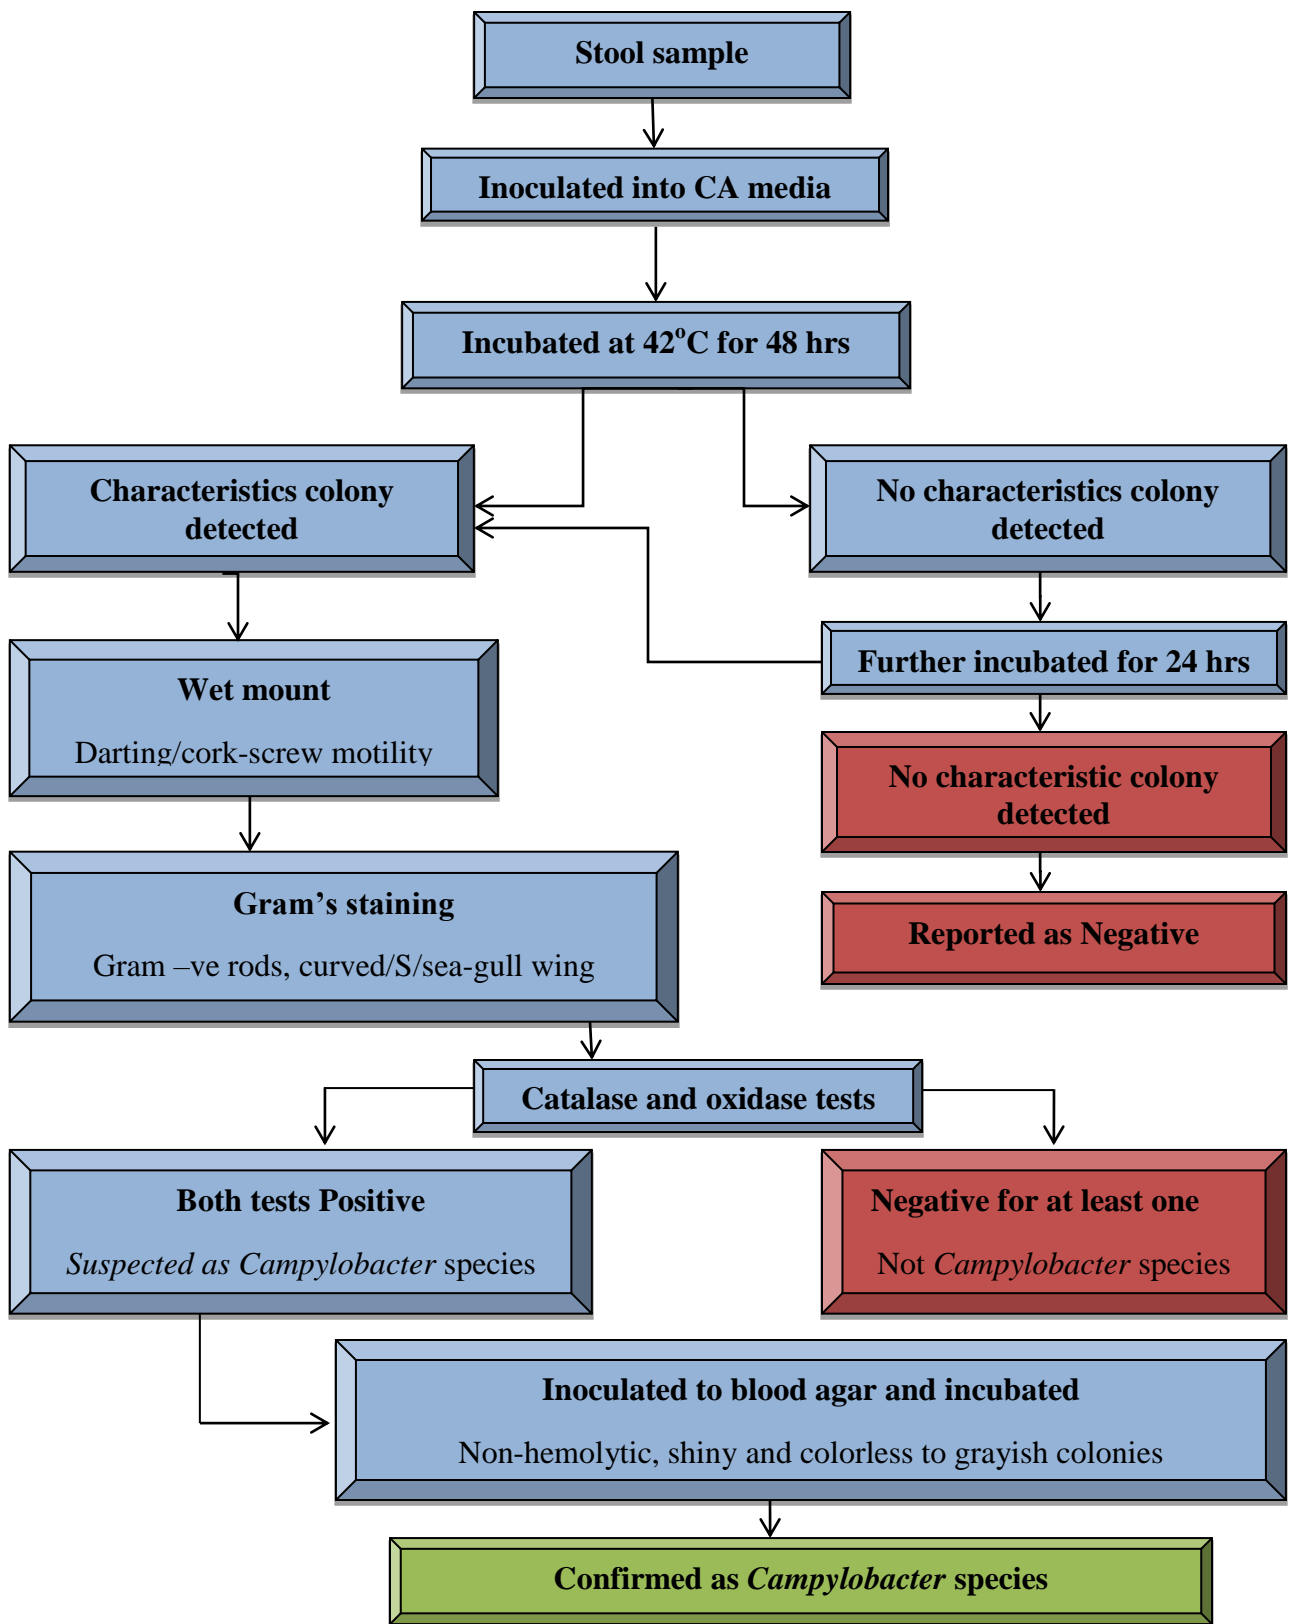 Stool sample
Inoculated into CA media
Incubated at 42°C for 48 hrs
Characteristics colony
detected
No characteristics colony
detected
Further incubated for 24 hrs
Wet mount
Darting/cork-screw motility
No characteristic colony
detected
Gram’s staining
Gram –ve rods, curved/S/sea-gull wing
Reported as Negative
Catalase and oxidase tests
Both tests Positive
Suspected as Campylobacter species
Negative for at least one
Not Campylobacter species
Inoculated to blood agar and incubated
Non-hemolytic, shiny and colorless to grayish colonies
Confirmed as Campylobacter species